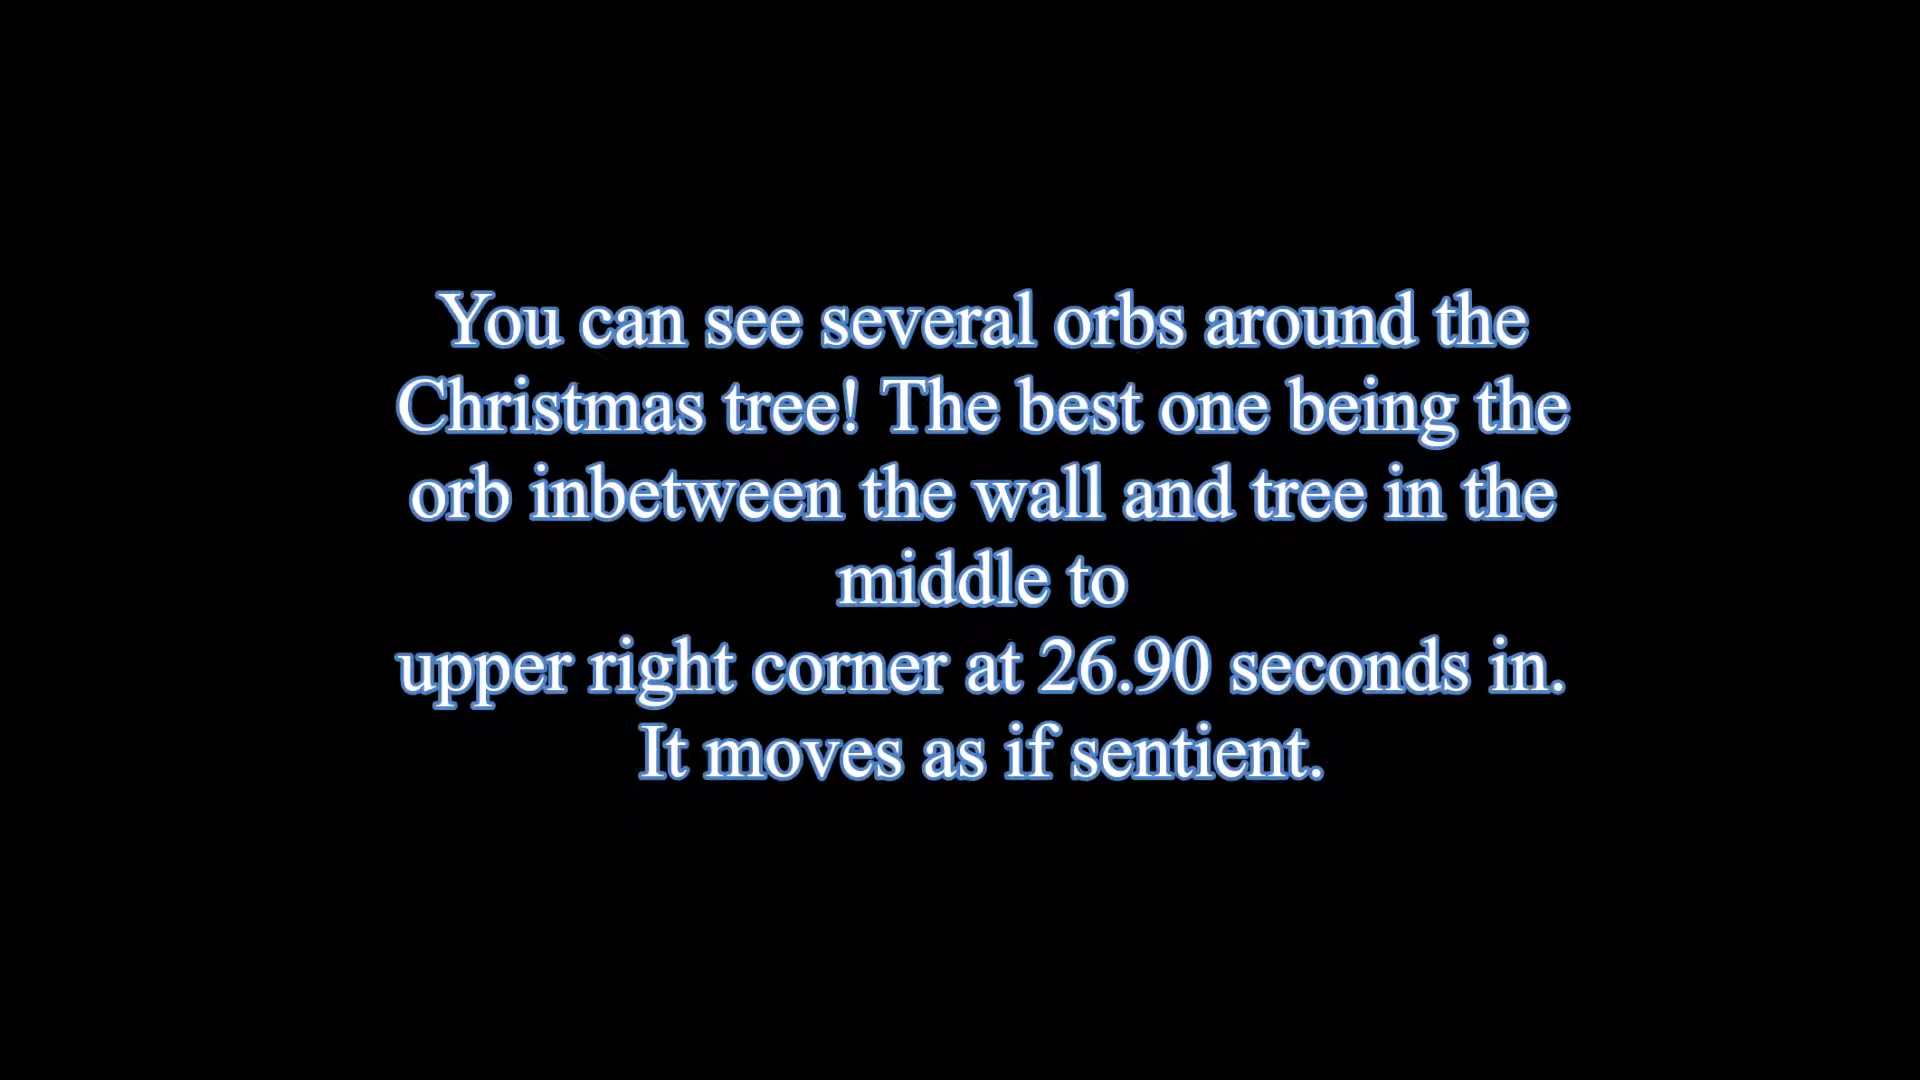 You can see several orbs around the
Christmas tree! The best one being the
orb inbetween the wall and tree in the
middle to
upper right corner at 26.90 seconds in.
It moves as if sentient.